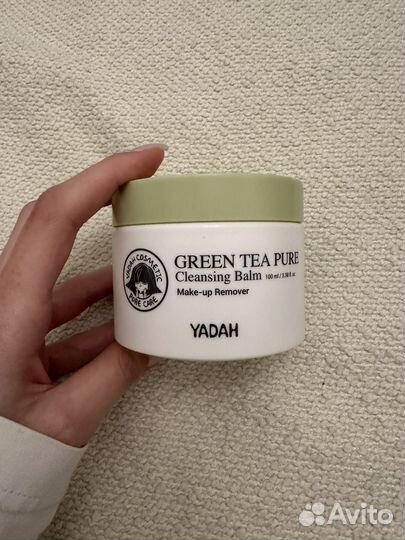 YADAH COSMETIC
PURE CARE
GREEN TEA PURE
Cleansing Balm 100 ml / 3.38 fl. oz.
Make-up Remover
YADAH
Avito